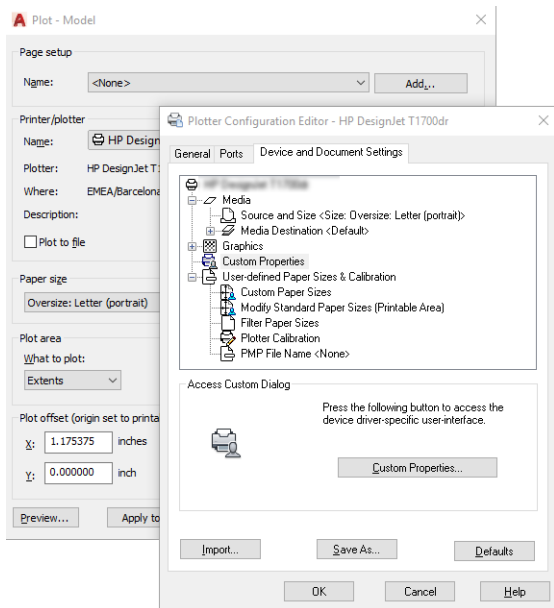 Plot - Model
Page setup
Name:
<None>
Add...
Printer/plotter
Name:
HP Design
Plotter:
HP DesignJet T1
Where:
EMEA/Barcelona
Description:
Plot to file
Paper size
Oversize: Letter (portrait)
Plot area
What to plot:
Extents
Plot offset (origin set to printa
X:
1.175375
inches
Y:
0.000000
inch
Preview...
Apply to
Plotter Configuration Editor - HP DesignJet T1700dr
General
Ports
Device and Document Settings
Media
Source and Size <Size: Oversize: Letter (portrait)>
Media Destination <Default>
Graphics
Custom Properties
User-defined Paper Sizes & Calibration
Custom Paper Sizes
Modify Standard Paper Sizes (Printable Area)
Filter Paper Sizes
Plotter Calibration
PMP File Name <None>
Access Custom Dialog
Press the following button to access the
device driver-specific user-interface.
Custom Properties...
Import...
Save As...
Defaults
OK
Cancel
Help